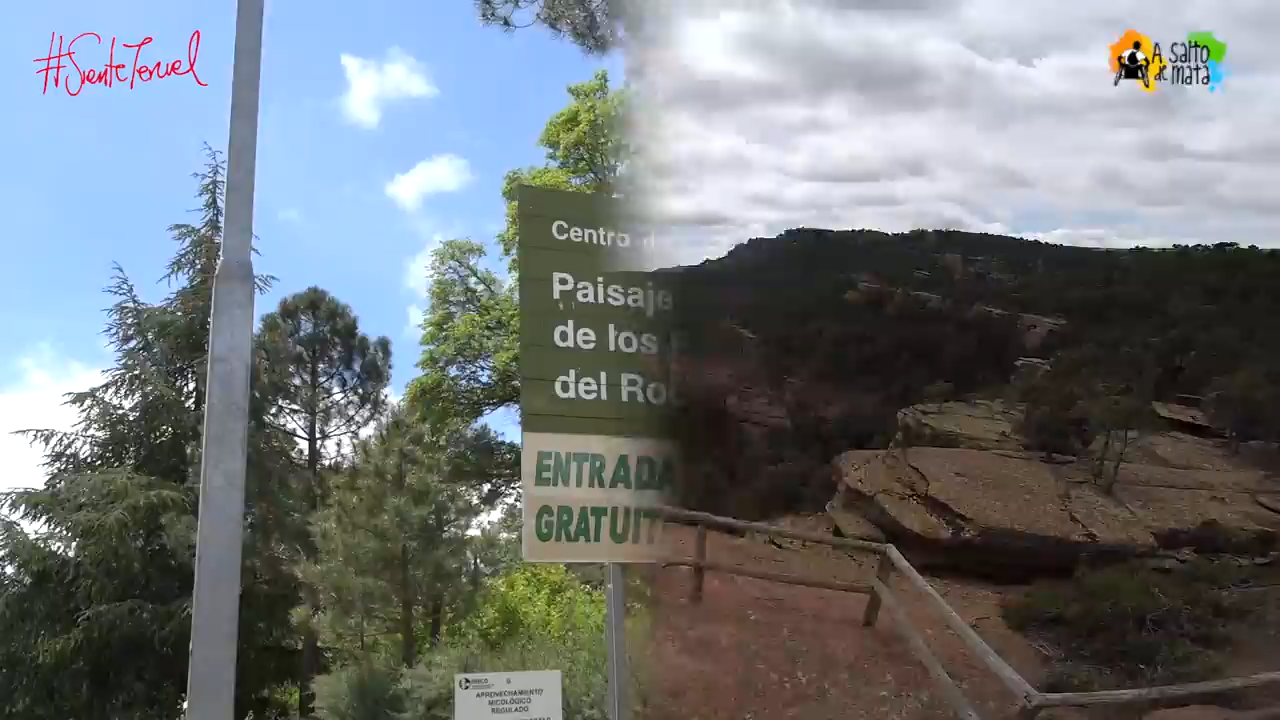 #SienteTeruel
A SALTO
de mata
Centro
Paisaje
de los
del Ro
ENTRADA
GRATUIT
APROVECHAMIENTO
MICOLÓGICO
REGULADO